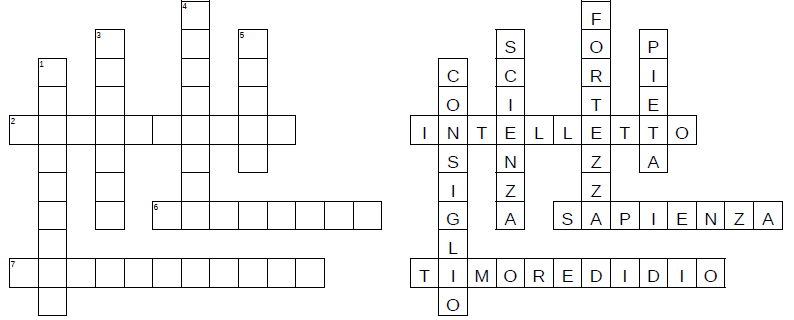 4
F
3 5 S O P
1 C C R I
O I T E
2 I N T E L L E T T O
S N Z A
I Z Z
6 G A S A P I E N Z A
L
7 T I M O R E D I D I O
O